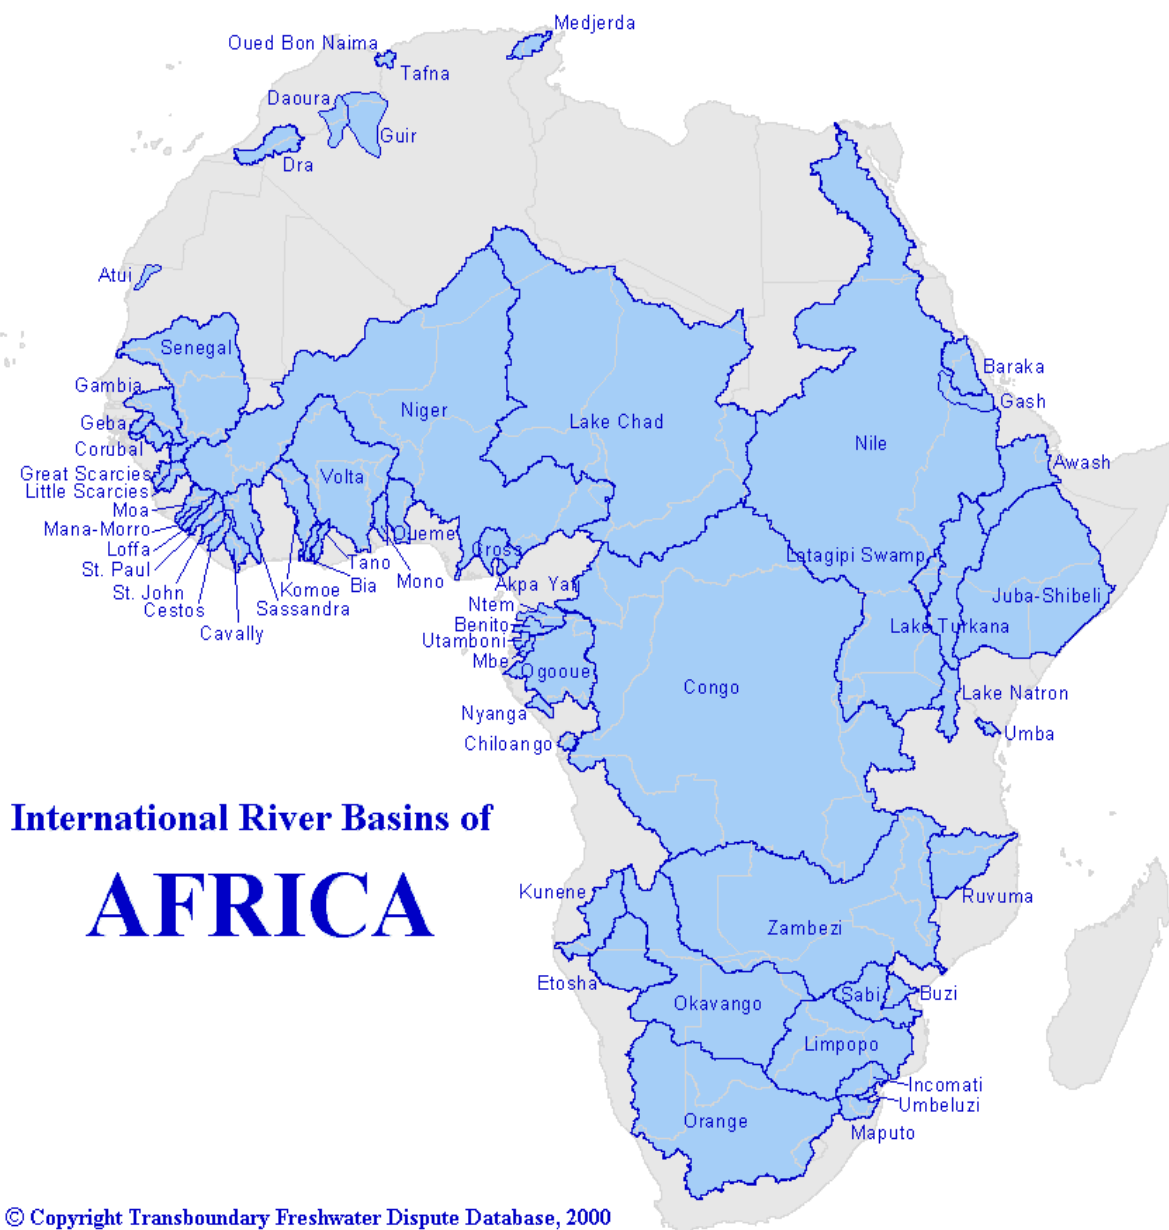 Medjerda
Oued Bon Naima
Tafna
Daoura
Guir
Dra
Atui
Senegal
Baraka
Gambia
Gash
Niger
Geba
Lake Chad
Nile
Corubal
Awash
Great Scarcies
Volta
Little Scarcies
Moa
Mana-Morro
Oueme
Loffa
Cross
Latagipi Swamp
St. Paul
Tano
Mono
Akpa Yafi
St. John
Komoe
Bia
Juba-Shibeli
Cestos
Sassandra
Ntem
Cavally
Benito
Lake Turkana
Utamboni
Mbe
Ogooue
Congo
Lake Natron
Nyanga
Umba
Chiloango
International River Basins of
AFRICA
Kunene
Ruvuma
Zambezi
Etosha
Okavango
Sabi
Buzi
Limpopo
Incomati
Umbeluzi
Orange
Maputo
© Copyright Transboundary Freshwater Dispute Database, 2000